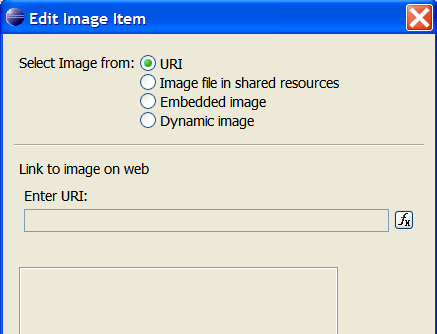 Edit Image Item
Select Image from: URI
Image file in shared resources
Embedded image
Dynamic image
Link to image on web
Enter URI:
fx